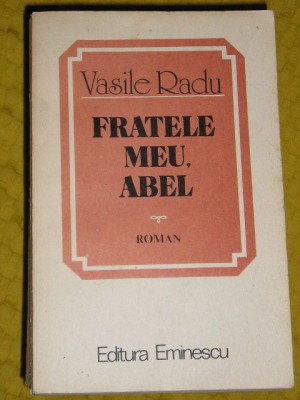 Vasile Radu
FRATELE
MEU,
ABEL
ROMAN
Editura Eminescu